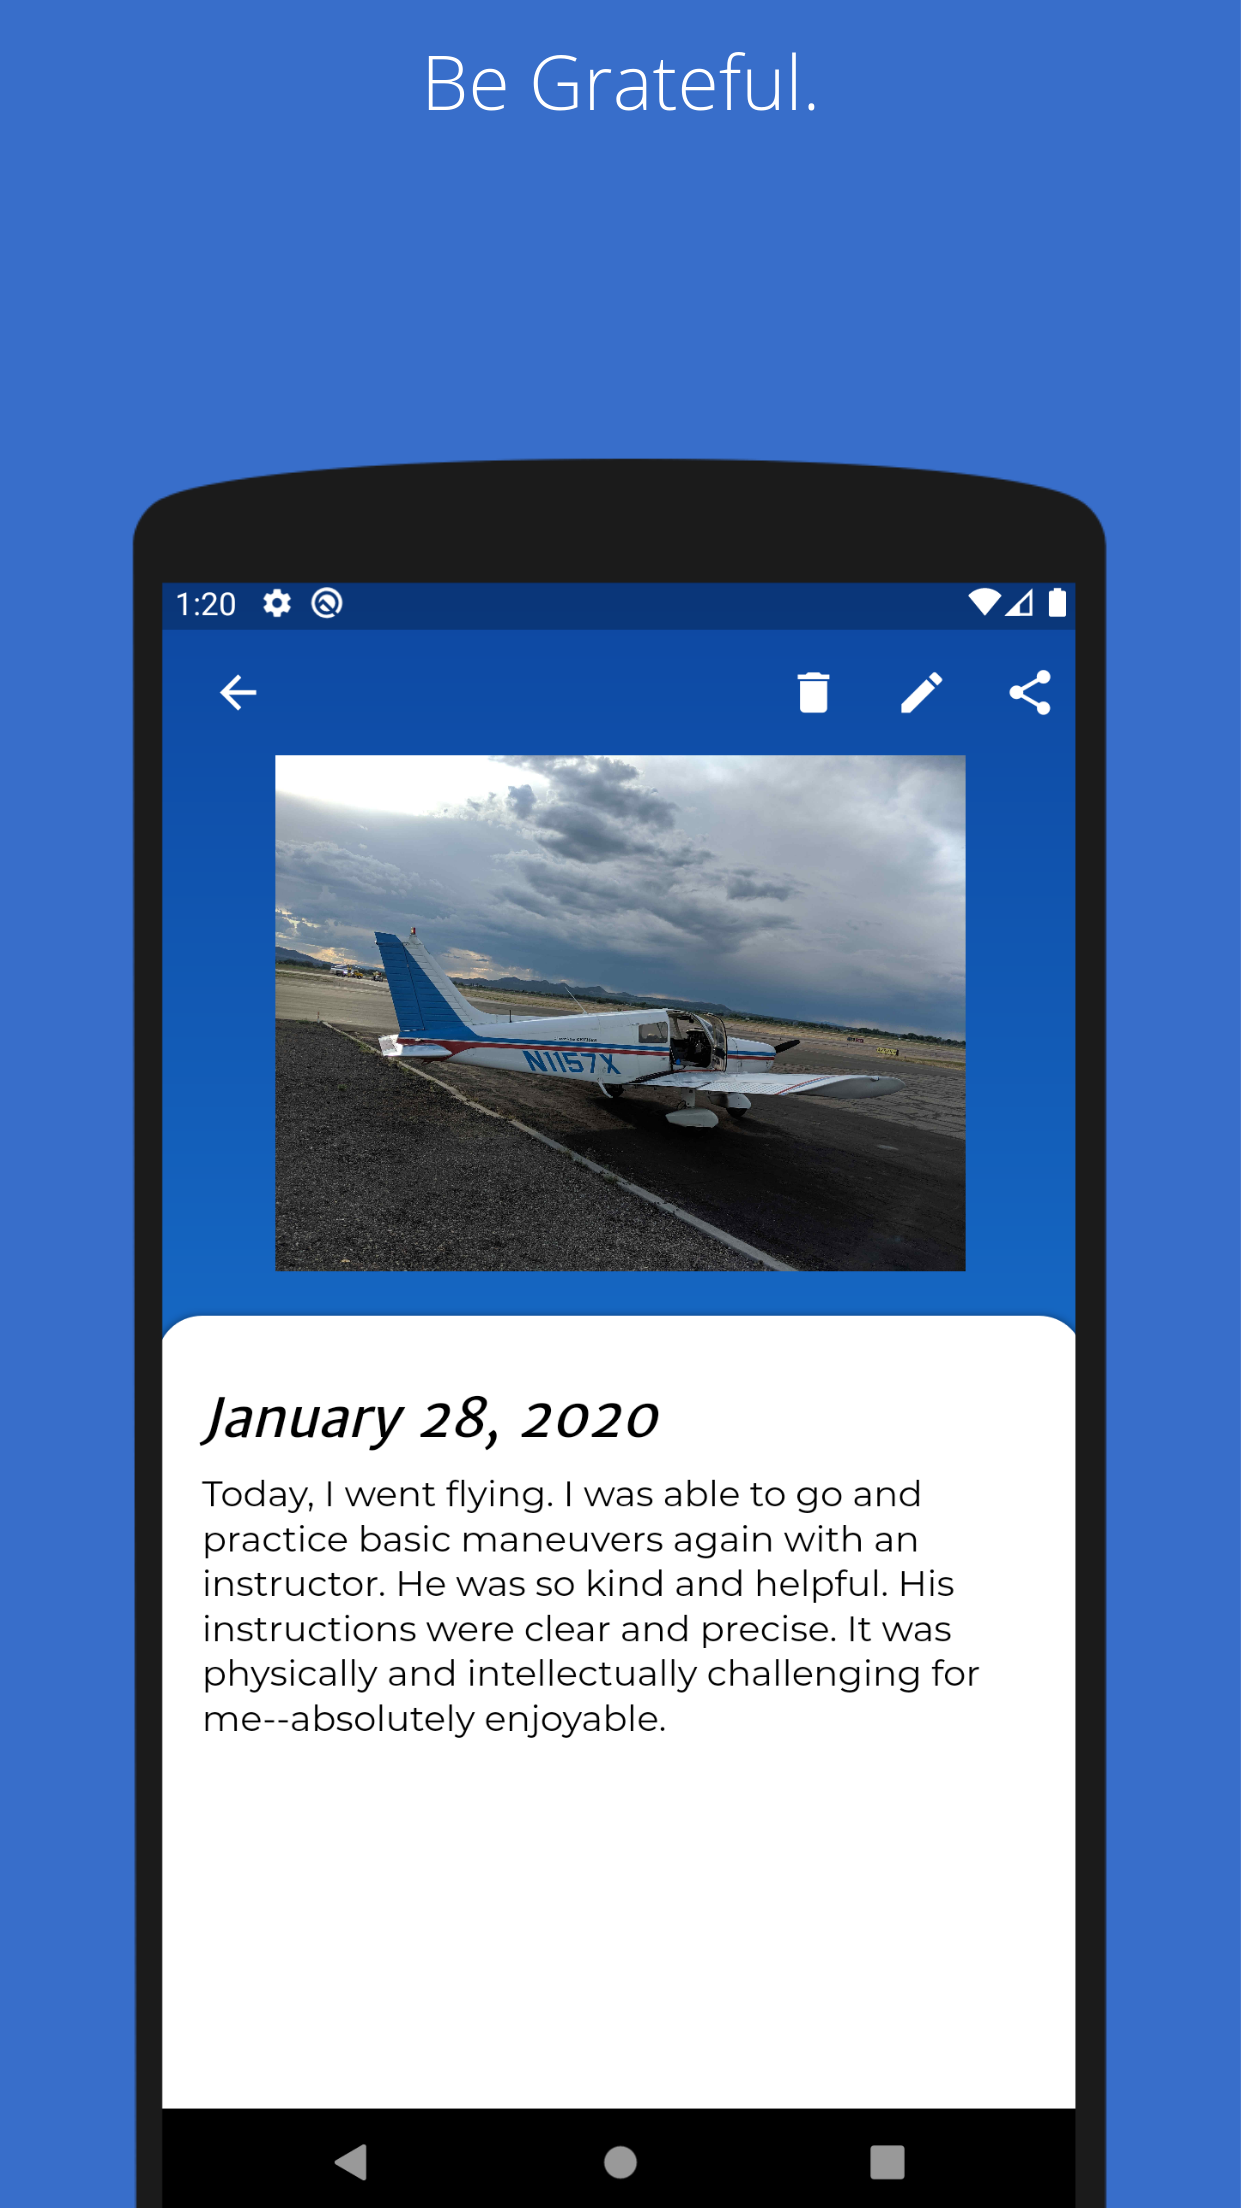 Be Grateful.
1:20
N1157X
January 28, 2020
Today, I went flying. I was able to go and
practice basic maneuvers again with an
instructor. He was so kind and helpful. His
instructions were clear and precise. It was
physically and intellectually challenging for
me--absolutely enjoyable.